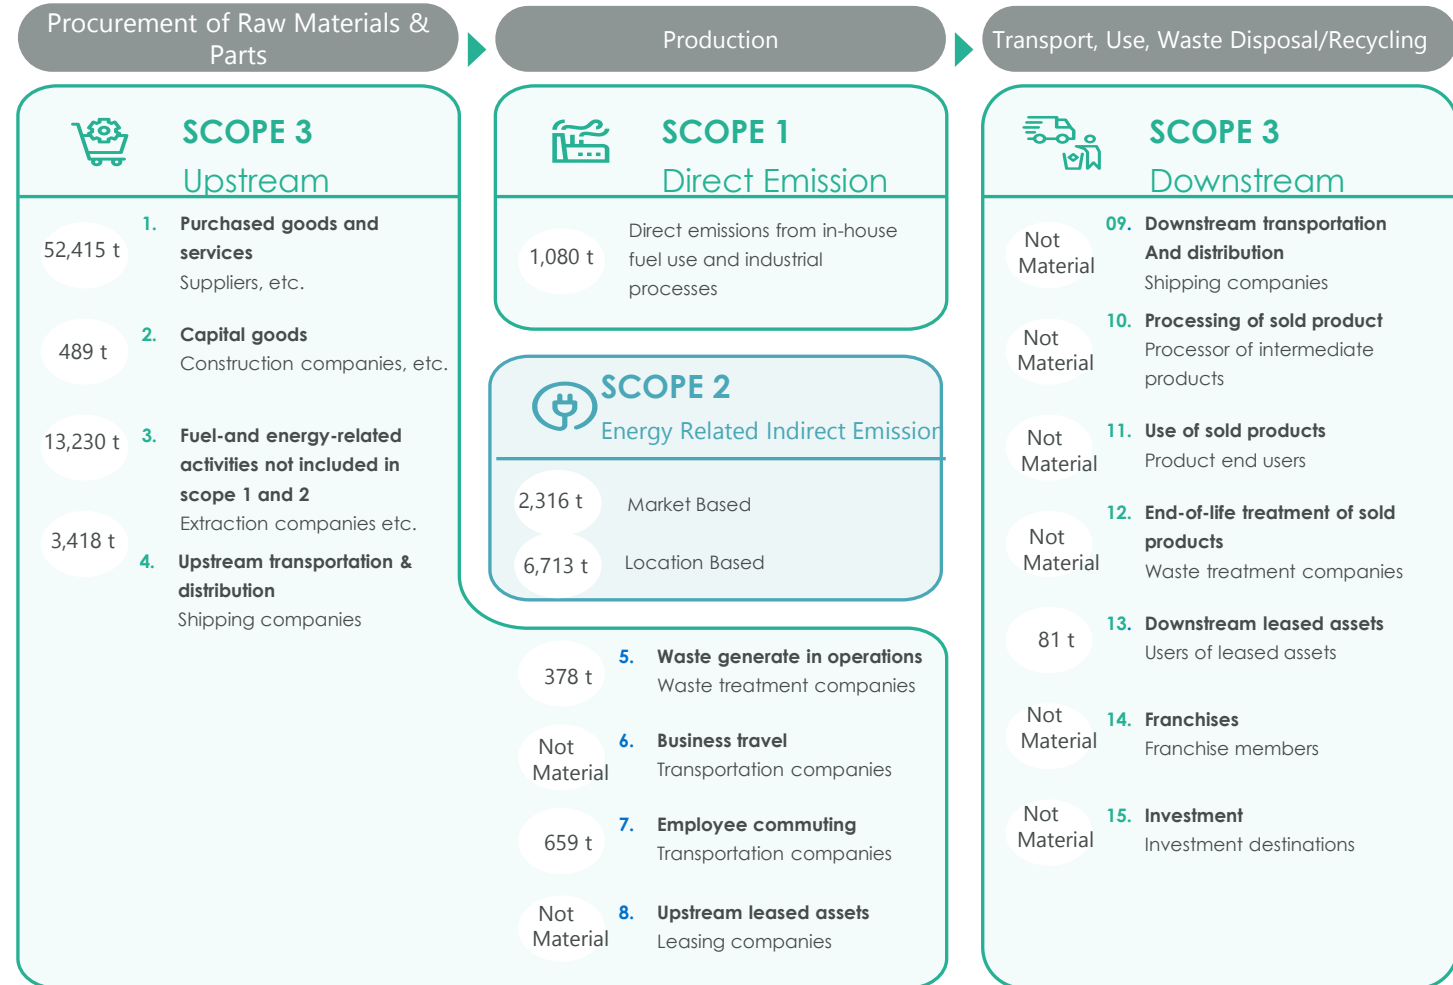 Procurement of Raw Materials &
Parts
Production
Transport, Use, Waste Disposal/Recycling
SCOPE 3
Upstream
52,415 t
1. Purchased goods and
services
Suppliers, etc.
489 t
2. Capital goods
Construction companies, etc.
13,230 t
3. Fuel-and energy-related
activities not included in
scope 1 and 2
Extraction companies etc.
3,418 t
4. Upstream transportation &
distribution
Shipping companies
SCOPE 1
Direct Emission
1,080 t
Direct emissions from in-house
fuel use and industrial
processes
SCOPE 2
Energy Related Indirect Emission
2,316 t
Market Based
6,713 t
Location Based
378 t
5. Waste generate in operations
Waste treatment companies
Not
Material
6. Business travel
Transportation companies
659 t
7. Employee commuting
Transportation companies
Not
Material
8. Upstream leased assets
Leasing companies
SCOPE 3
Downstream
Not
Material
09. Downstream transportation
And distribution
Shipping companies
Not
Material
10. Processing of sold product
Processor of intermediate
products
Not
Material
11. Use of sold products
Product end users
Not
Material
12. End-of-life treatment of sold
products
Waste treatment companies
81 t
13. Downstream leased assets
Users of leased assets
Not
Material
14. Franchises
Franchise members
Not
Material
15. Investment
Investment destinations